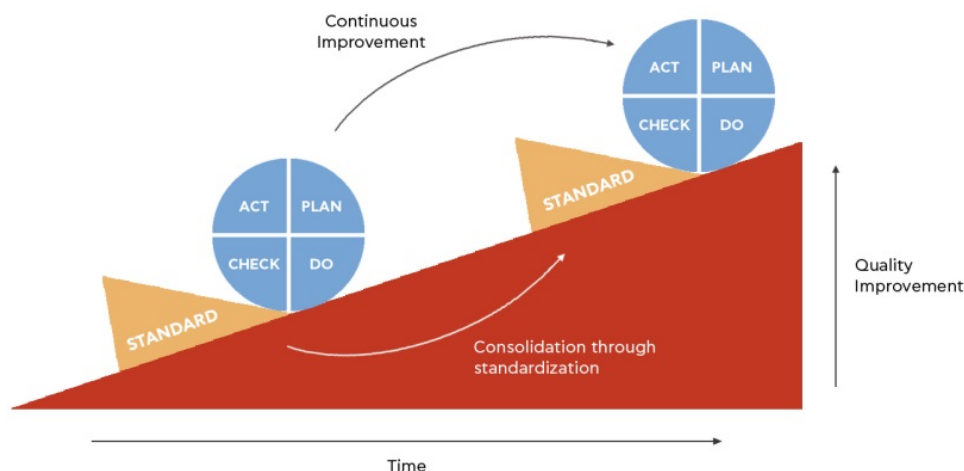 Continuous
Improvement
ACT PLAN
CHECK DO
STANDARD
ACT PLAN
CHECK DO
STANDARD
Quality
Improvement
Consolidation through
standardization
Time